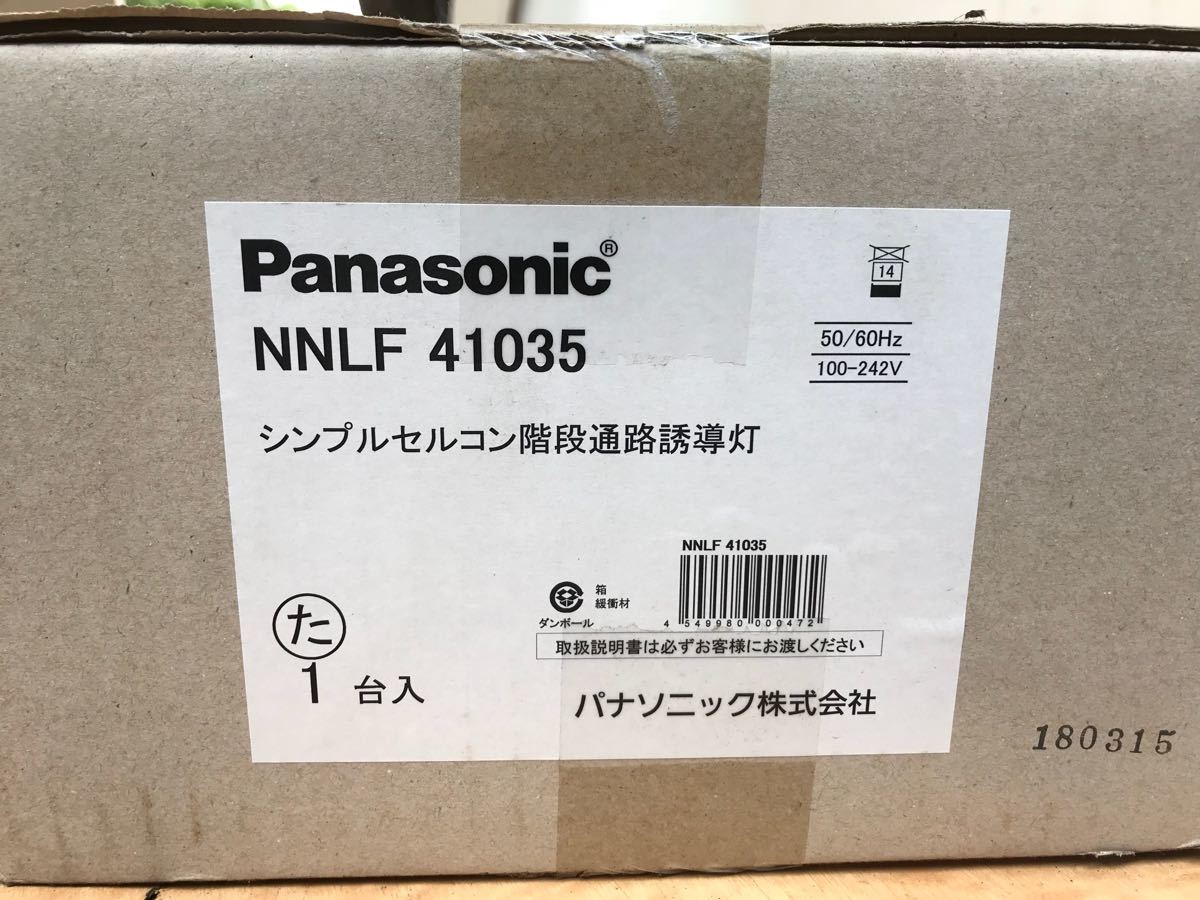 Panasonic®
14
NNLF 41035
50/60Hz
100-242V
シンプルセルコン階段通路誘導灯
NNLF 41035
箱
緩衝材
ダンボール
4 549980 000472
た
取扱説明書は必ずお客様にお渡しください
1 台入
パナソニック株式会社
180315